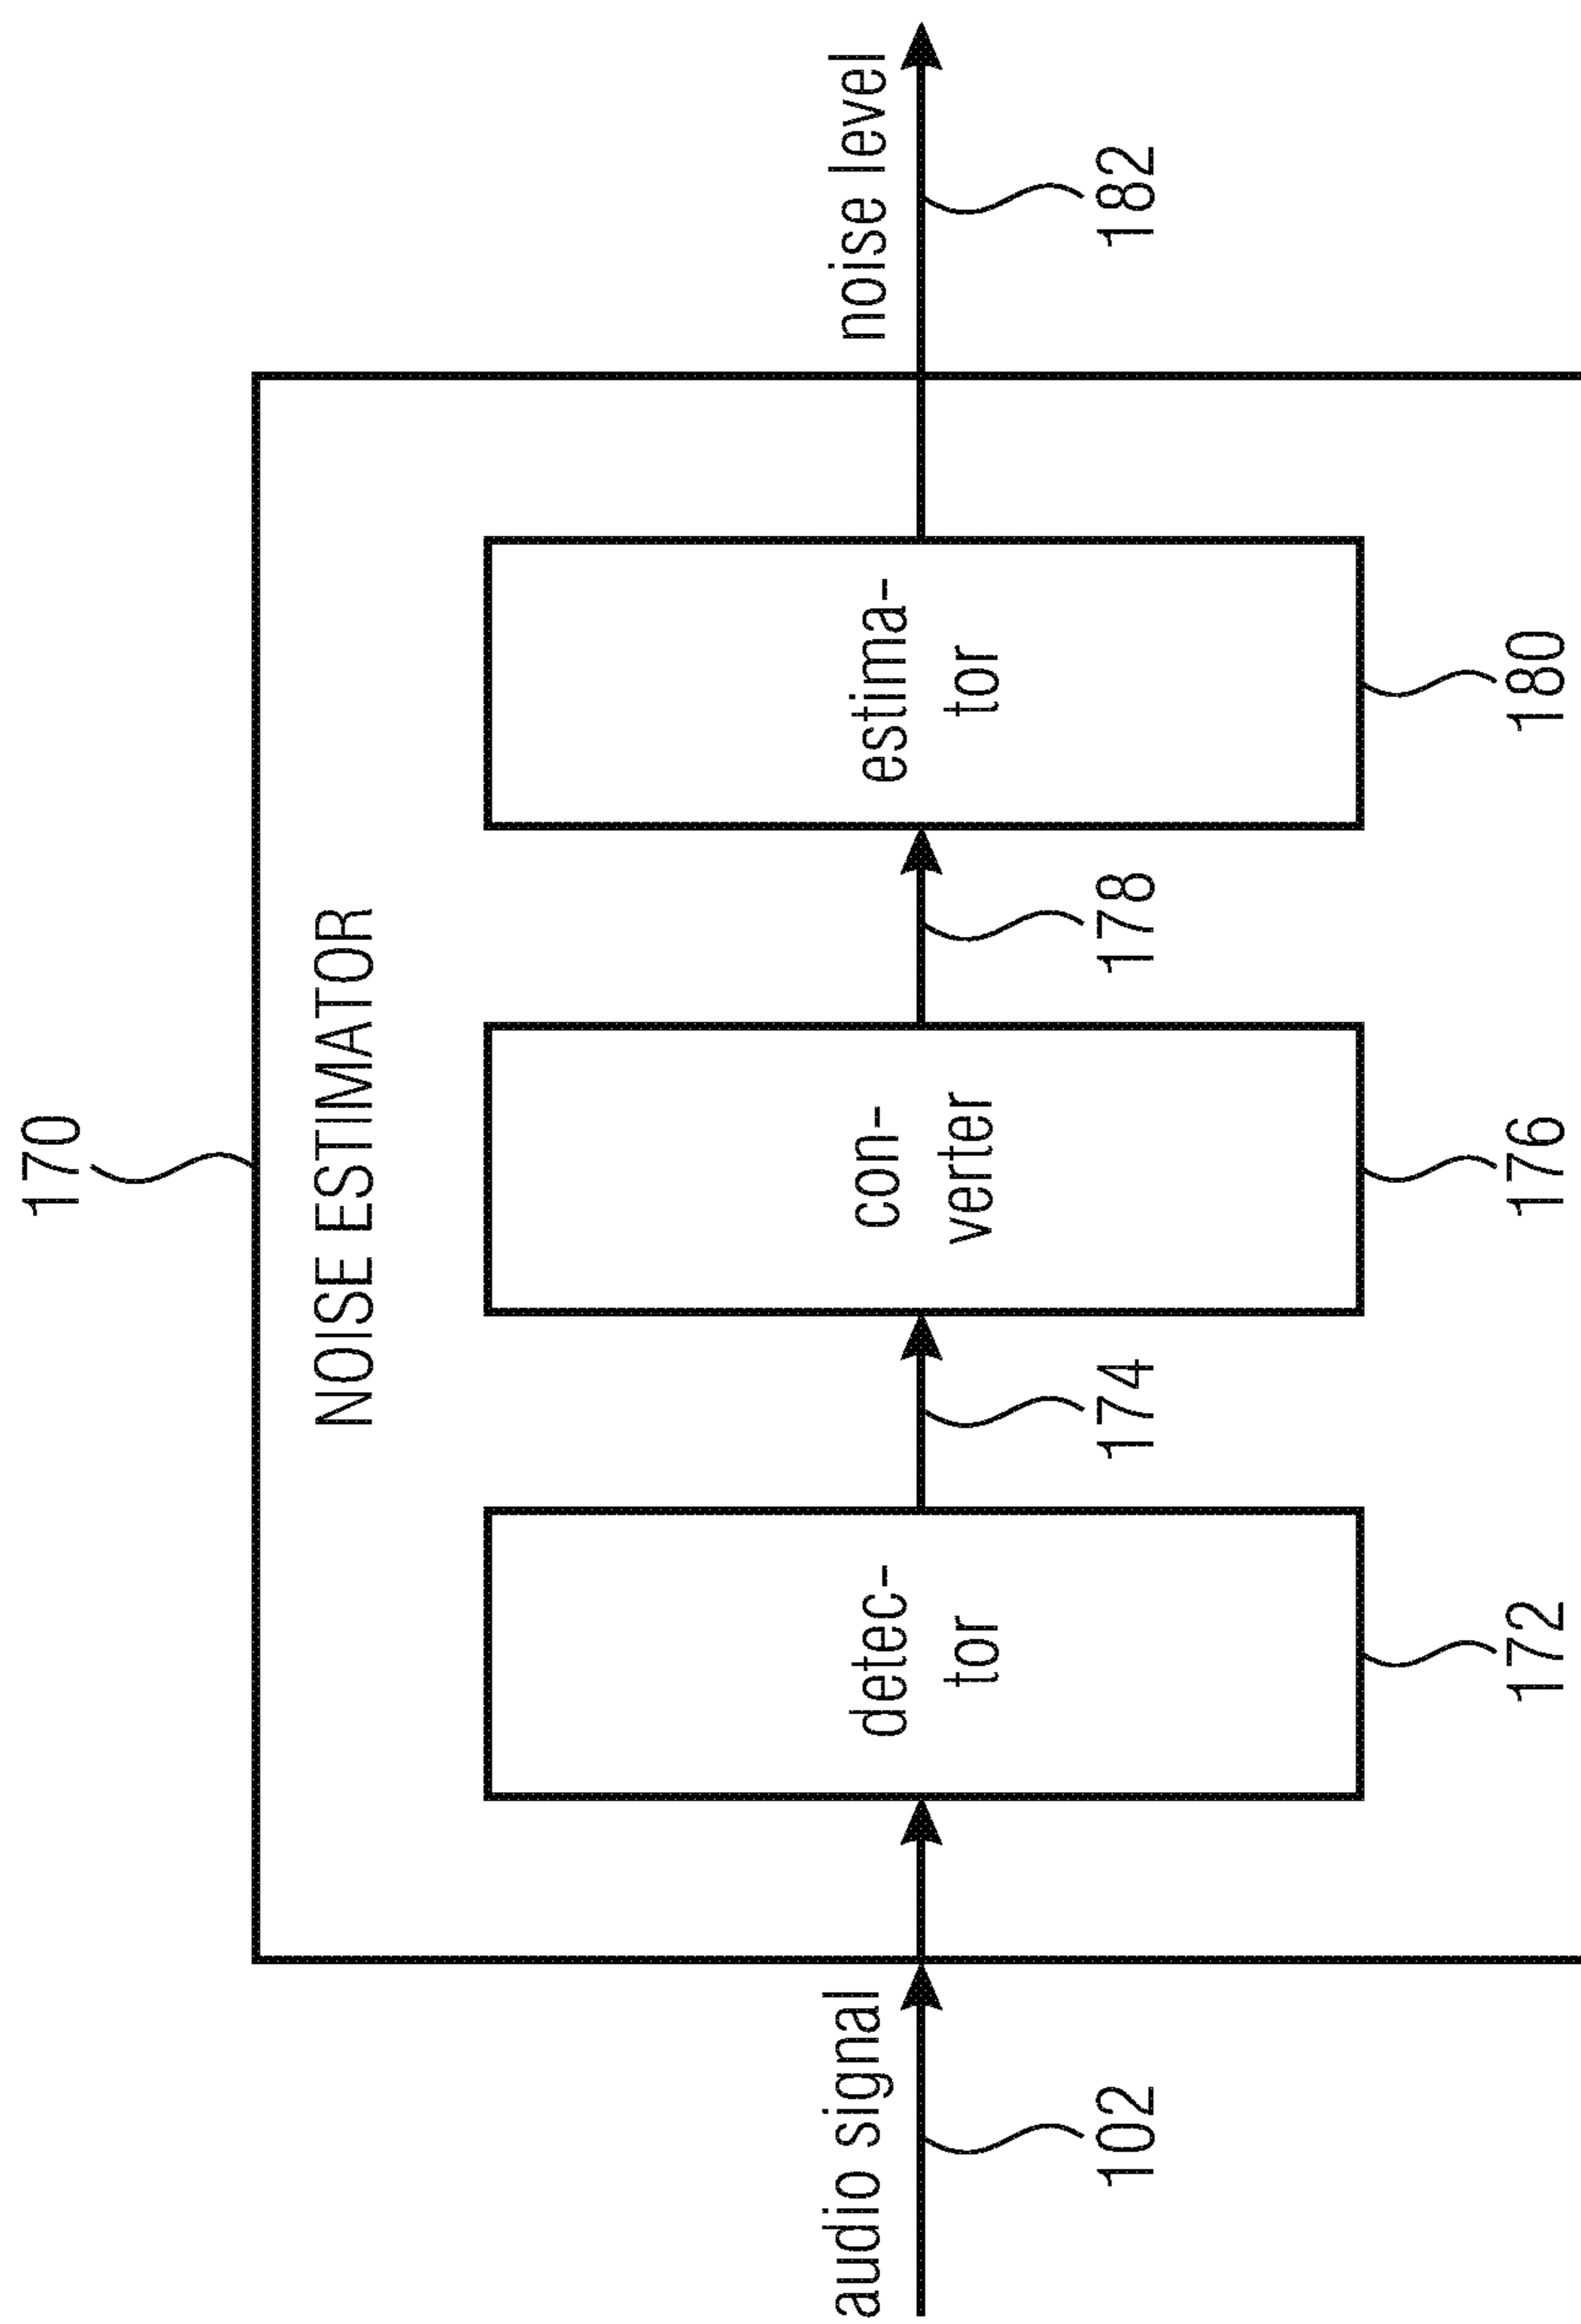 170
NOISE ESTIMATOR
audio signal
102
detec-
tor
172
174
con-
verter
176
178
estima-
tor
180
noise level
182